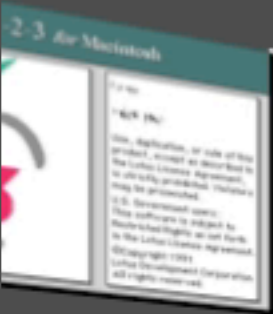 -2-3 for Macintosh
Use, duplication, or sale of this
product, except as described in
the Lotus License Agreement,
is strictly prohibited. Violators
may be prosecuted.
U.S. Government users:
This software is subject to
Restricted Rights as set forth
in the Lotus License Agreement.
©Copyright 1991
Lotus Development Corporation
All rights reserved.